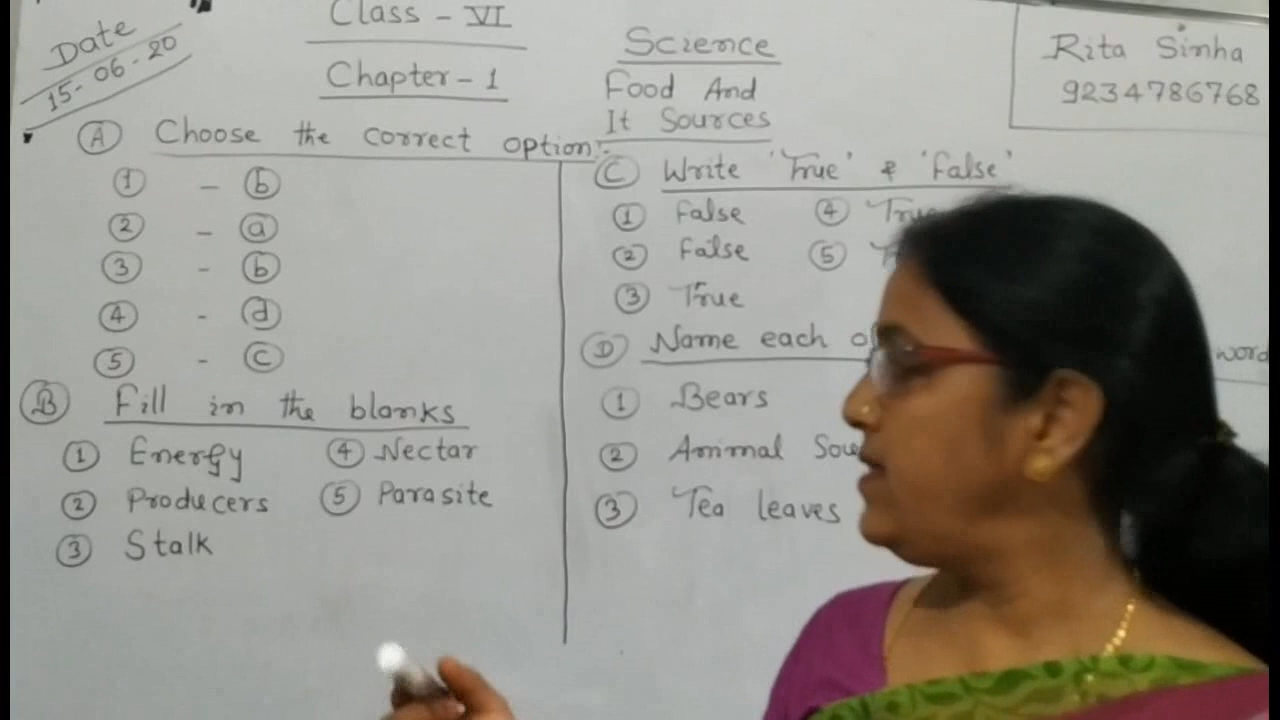 Date
15-06-20
Class - VI
Chapter - 1
Science
Food And
It Sources
Rita Sinha
9234786768
A Choose the correct option:-
1 - b
2 - a
3 - b
4 - d
5 - c
B Fill in the blanks
1 Energy
2 Producers
3 Stalk
4 Nectar
5 Parasite
C Write 'True' & 'False'
1 False
2 False
3 True
4 True
5
D Name each
word
1 Bears
2 Animal
3 Tea leaves